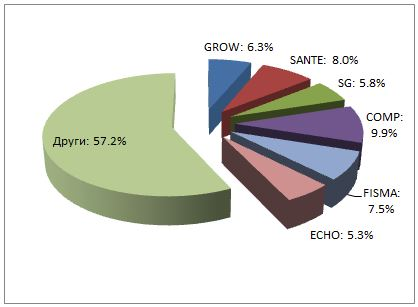 GROW: 6.3%
SANTE: 8.0%
SG: 5.8%
COMP:
9.9%
Други: 57.2%
FISMA:
7.5%
ECHO: 5.3%